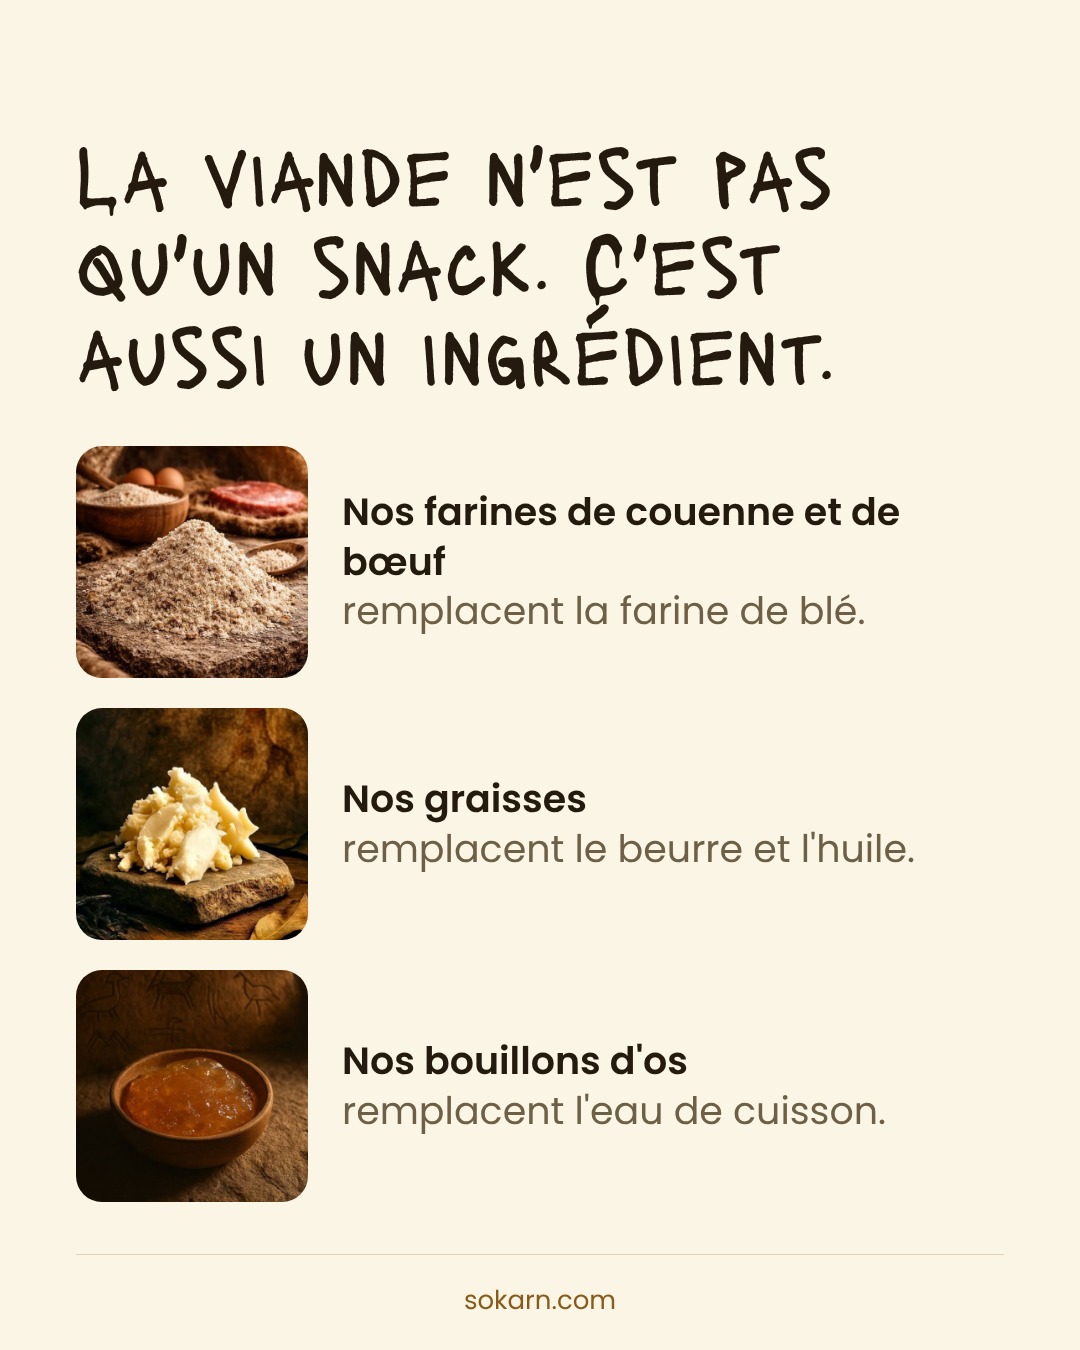 LA VIANDE N'EST PAS
QU'UN SNACK. C'EST
AUSSI UN INGRÉDIENT.
Nos farines de couenne et de
bœuf
remplacent la farine de blé.
Nos graisses
remplacent le beurre et l'huile.
Nos bouillons d'os
remplacent l'eau de cuisson.
sokarn.com